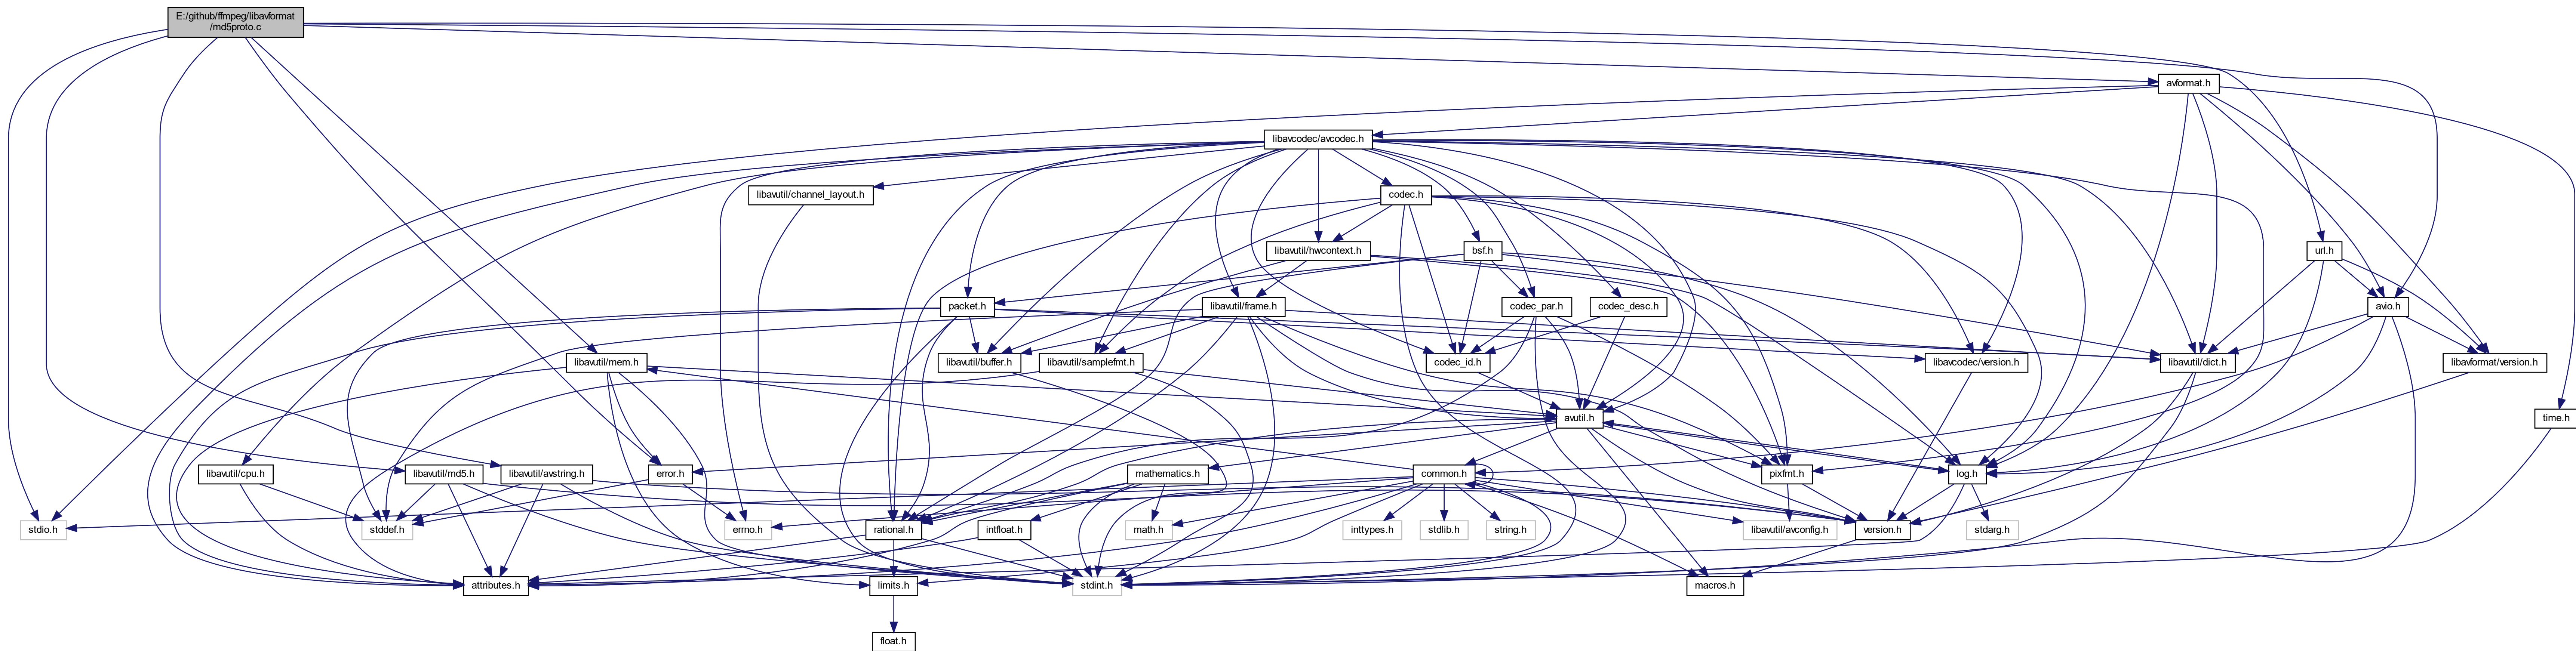 E:/github/ffmpeg/libavformat
/md5proto.c
avformat.h
libavcodec/avcodec.h
libavutil/channel_layout.h
codec.h
libavutil/hwcontext.h
bsf.h
url.h
packet.h
libavutil/frame.h
codec_par.h
codec_desc.h
avio.h
libavutil/mem.h
libavutil/buffer.h
libavutil/samplefmt.h
codec_id.h
libavcodec/version.h
libavutil/dict.h
libavformat/version.h
avutil.h
time.h
libavutil/cpu.h
libavutil/md5.h
libavutil/avstring.h
error.h
mathematics.h
common.h
pixfmt.h
log.h
stdio.h
stddef.h
errno.h
rational.h
intfloat.h
math.h
inttypes.h
stdlib.h
string.h
libavutil/avconfig.h
version.h
stdarg.h
attributes.h
limits.h
stdint.h
macros.h
float.h